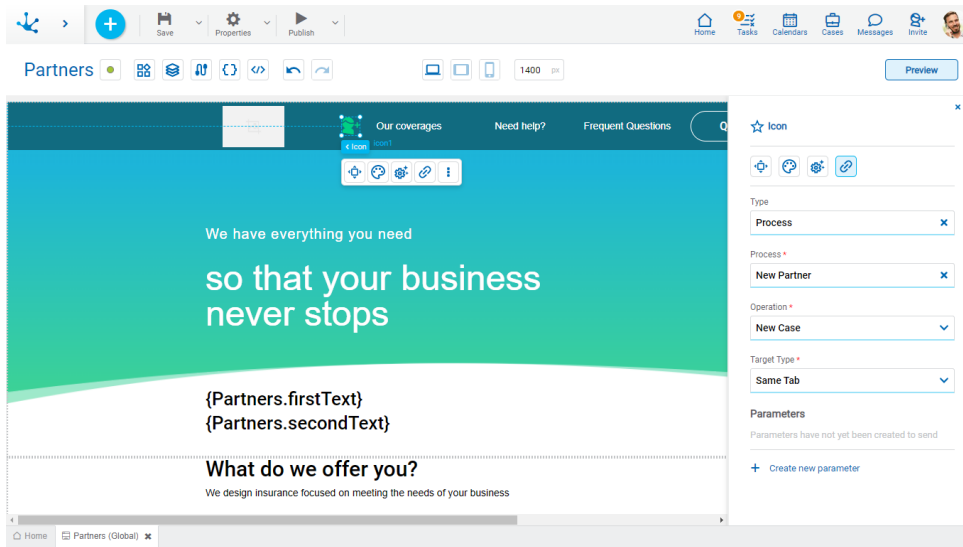 Save
Properties
Publish
Home
9
Tasks
Calendars
Cases
Messages
Invite
Partners
1400 px
Preview
Our coverages
Need help?
Frequent Questions
Q
Icon
icon1
We have everything you need
so that your business
never stops
{Partners.firstText}
{Partners.secondText}
What do we offer you?
We design insurance focused on meeting the needs of your business
Icon
Type
Process
Process *
New Partner
Operation *
New Case
Target Type *
Same Tab
Parameters
Parameters have not yet been created to send
+ Create new parameter
Home
Partners (Global)